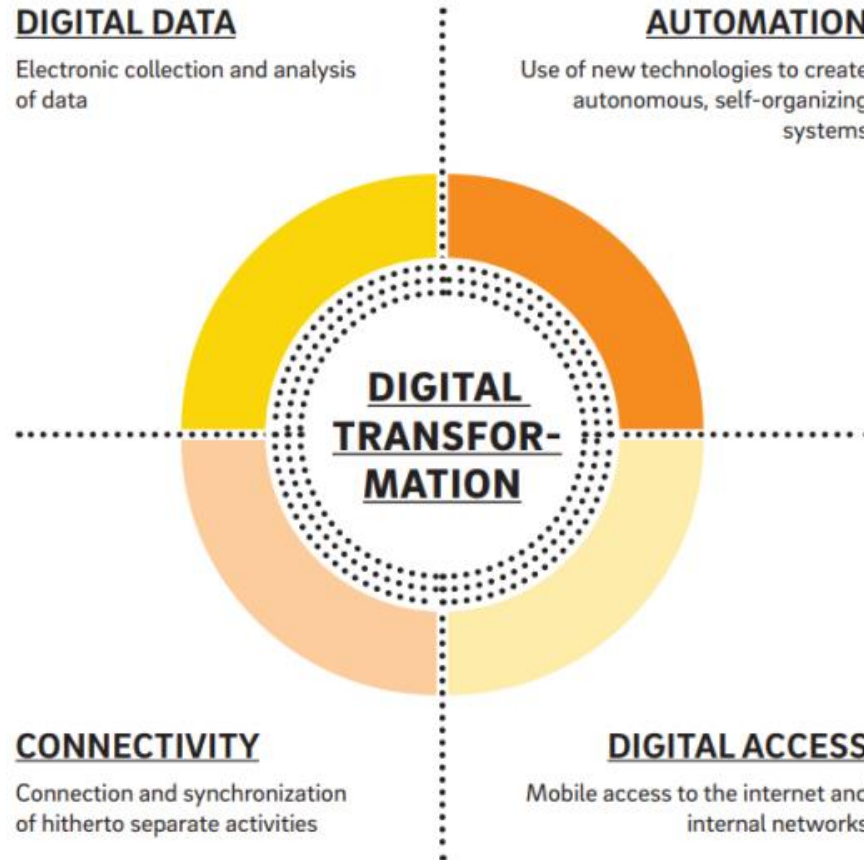 DIGITAL DATA
Electronic collection and analysis
of data
AUTOMATION
Use of new technologies to create
autonomous, self-organizing
systems
DIGITAL
TRANSFOR-
MATION
CONNECTIVITY
Connection and synchronization
of hitherto separate activities
DIGITAL ACCESS
Mobile access to the internet and
internal networks